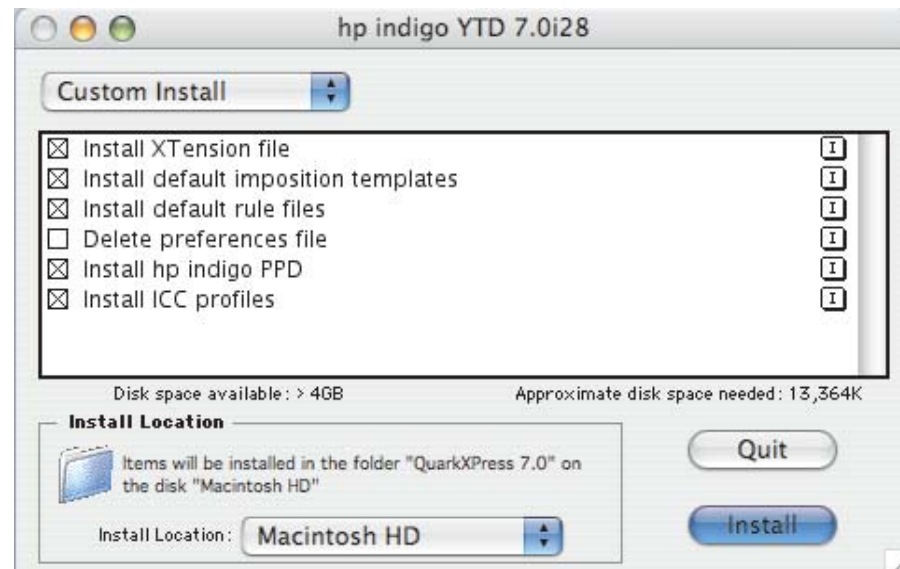 hp indigo YTD 7.0i28
Custom Install
Install XTension file I
Install default imposition templates I
Install default rule files I
Delete preferences file I
Install hp indigo PPD I
Install ICC profiles I
Disk space available: > 4GB Approximate disk space needed: 13,364K
Install Location
Items will be installed in the folder "QuarkXPress 7.0" on
the disk "Macintosh HD"
Install Location: Macintosh HD
Quit
Install